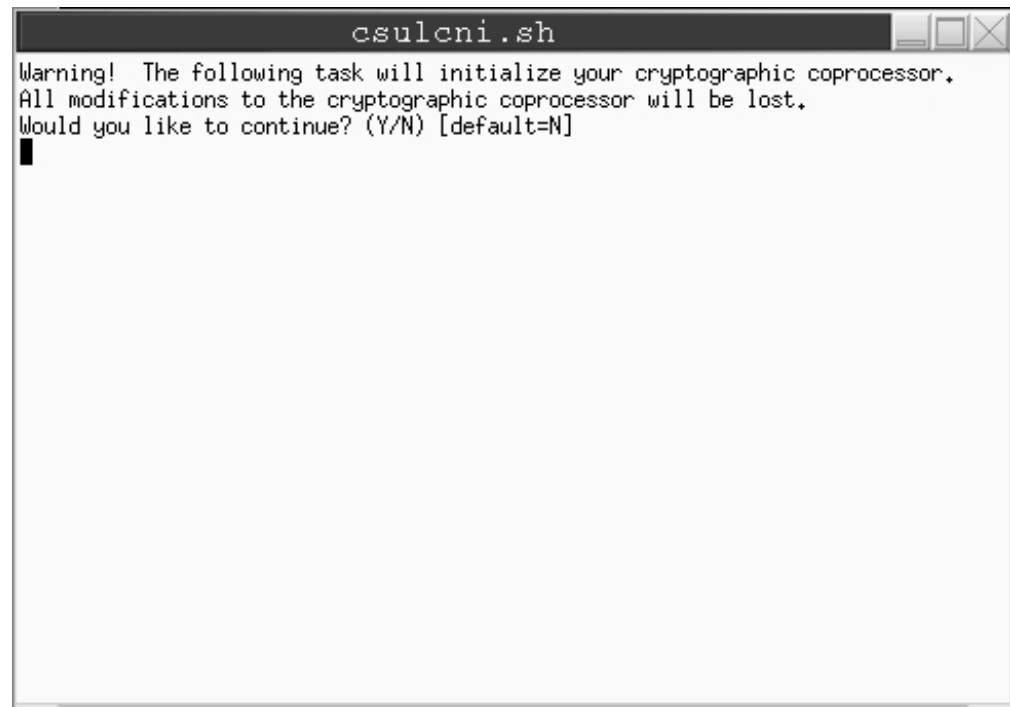 csulcni.sh
Warning!  The following task will initialize your cryptographic coprocessor.
All modifications to the cryptographic coprocessor will be lost.
Would you like to continue? (Y/N) [default=N]